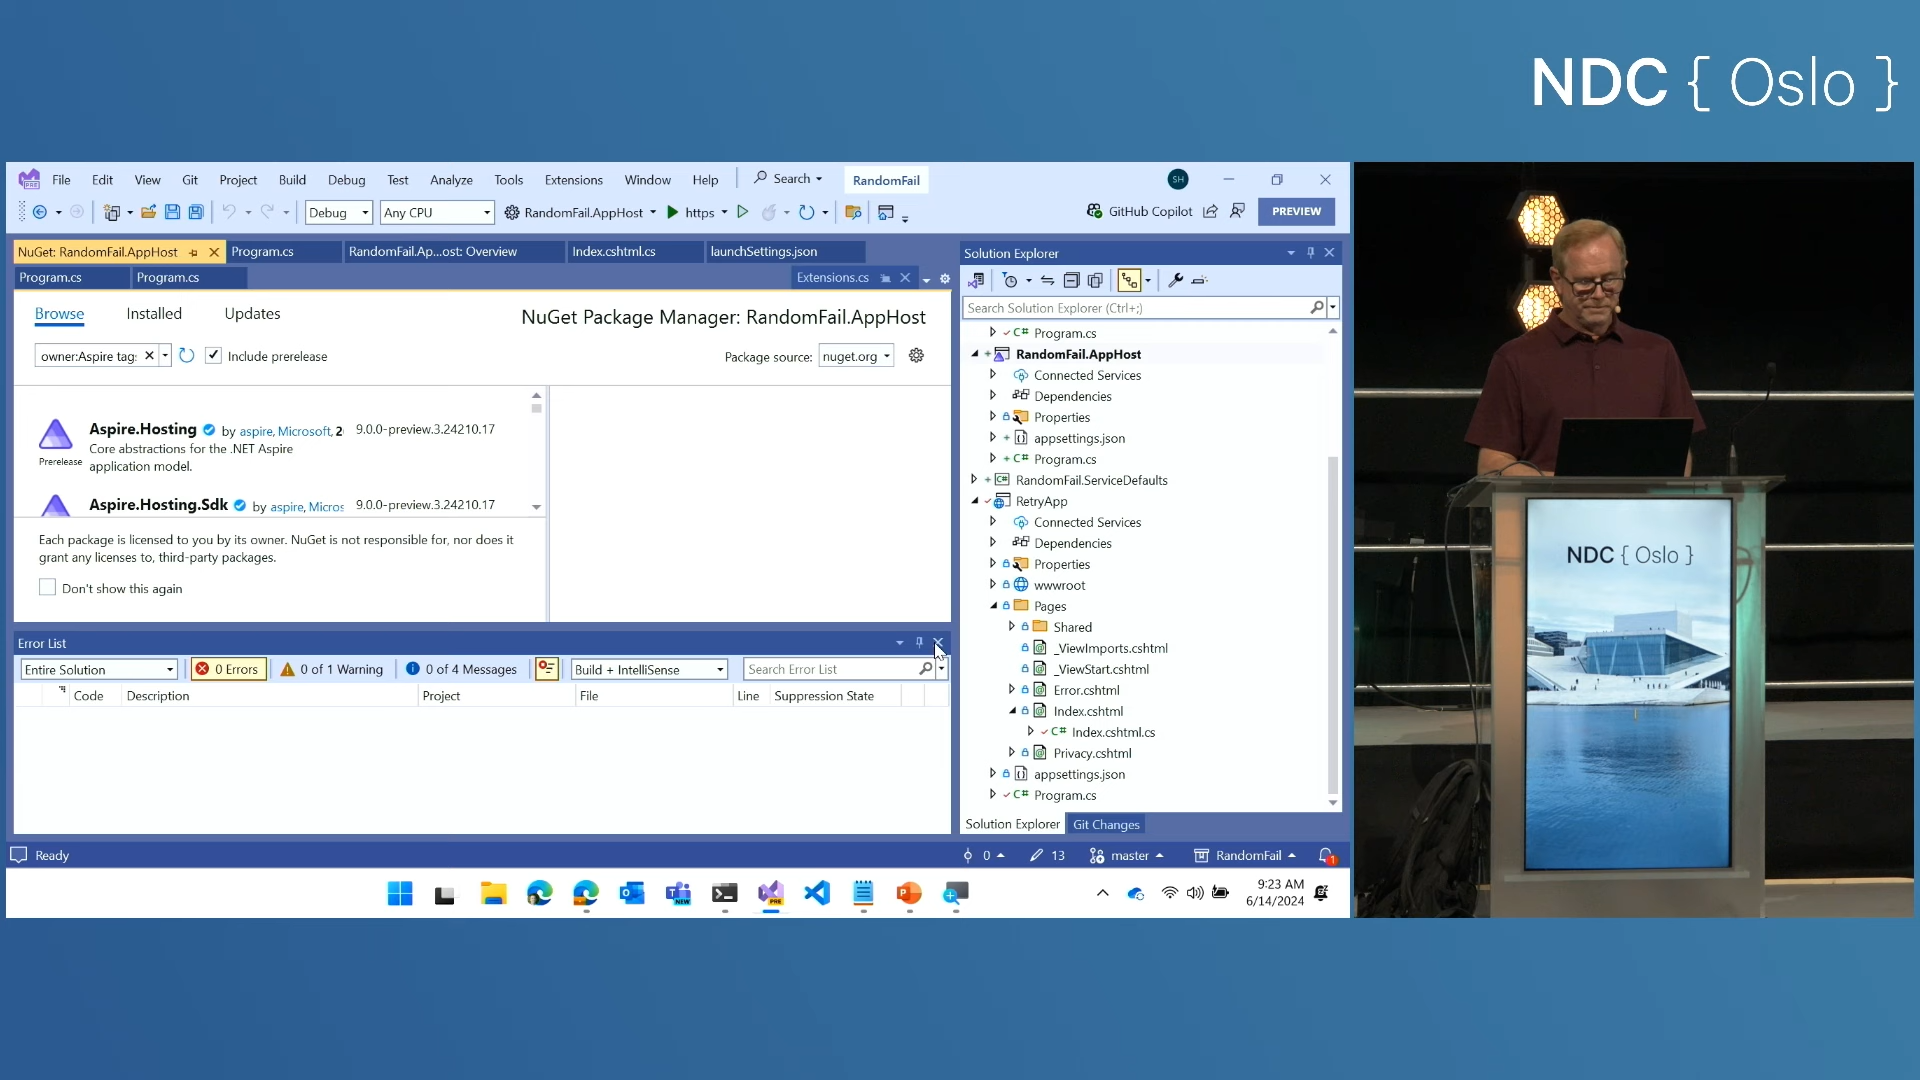 NDC { Oslo }
File Edit View Git Project Build Debug Test Analyze Tools Extensions Window Help Search RandomFail SH
Debug Any CPU RandomFail.AppHost https GitHub Copilot PREVIEW
NuGet: RandomFail.AppHost Program.cs RandomFail.Ap...ost: Overview Index.cshtml.cs launchSettings.json
Program.cs Program.cs Extensions.cs
Browse Installed Updates
NuGet Package Manager: RandomFail.AppHost
owner:Aspire tag: Include prerelease
Package source: nuget.org
Aspire.Hosting by aspire, Microsoft, 2 9.0.0-preview.3.24210.17
Core abstractions for the .NET Aspire
application model.
Prerelease
Aspire.Hosting.Sdk by aspire, Micros 9.0.0-preview.3.24210.17
Each package is licensed to you by its owner. NuGet is not responsible for, nor does it
grant any licenses to, third-party packages.
Don't show this again
Error List
Entire Solution 0 Errors 0 of 1 Warning 0 of 4 Messages Build + IntelliSense Search Error List
Code Description Project File Line Suppression State
Solution Explorer
Search Solution Explorer (Ctrl+;)
C# Program.cs
RandomFail.AppHost
Connected Services
Dependencies
Properties
appsettings.json
C# Program.cs
C# RandomFail.ServiceDefaults
RetryApp
Connected Services
Dependencies
Properties
wwwroot
Pages
Shared
_ViewImports.cshtml
_ViewStart.cshtml
Error.cshtml
Index.cshtml
C# Index.cshtml.cs
Privacy.cshtml
appsettings.json
C# Program.cs
Solution Explorer Git Changes
Ready 0 13 master RandomFail 1
9:23 AM
6/14/2024
NDC { Oslo }